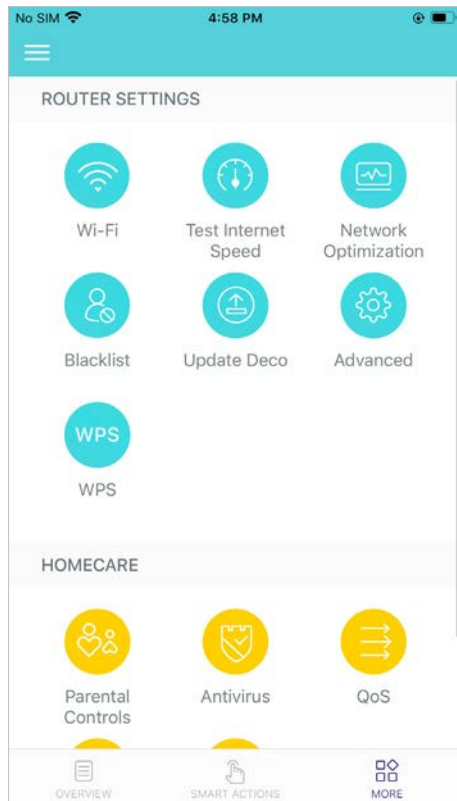 No SIM 4:58 PM
ROUTER SETTINGS
Wi-Fi
Test Internet
Speed
Network
Optimization
Blacklist
Update Deco
Advanced
WPS
WPS
HOMECARE
Parental
Controls
Antivirus
QoS
OVERVIEW
SMART ACTIONS
MORE